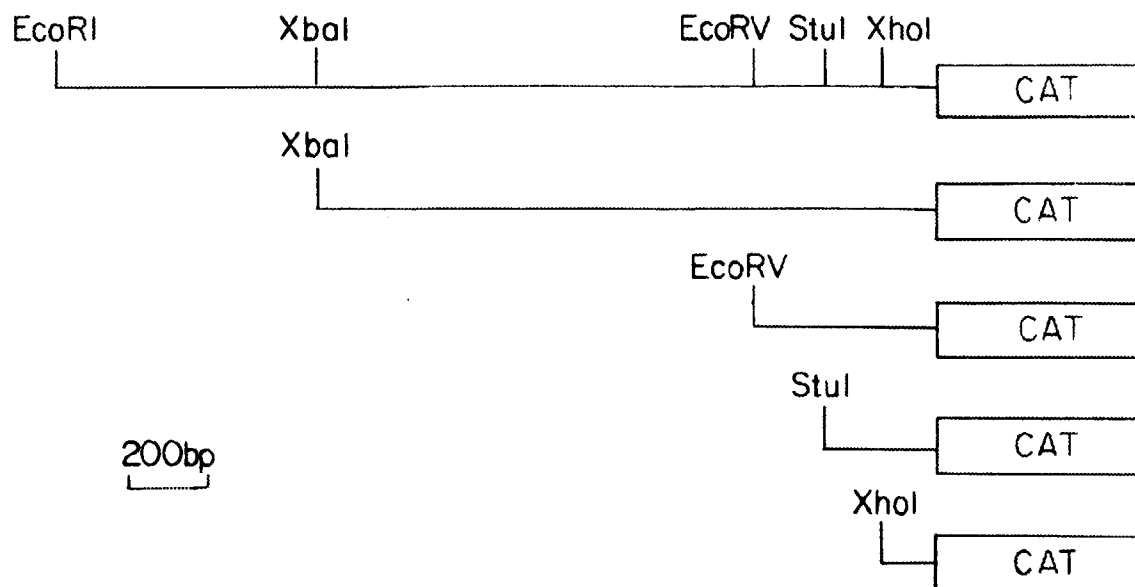 EcoRI XbaI EcoRV StuI XhoI
CAT
XbaI
CAT
EcoRV
CAT
StuI
CAT
200bp
XhoI
CAT